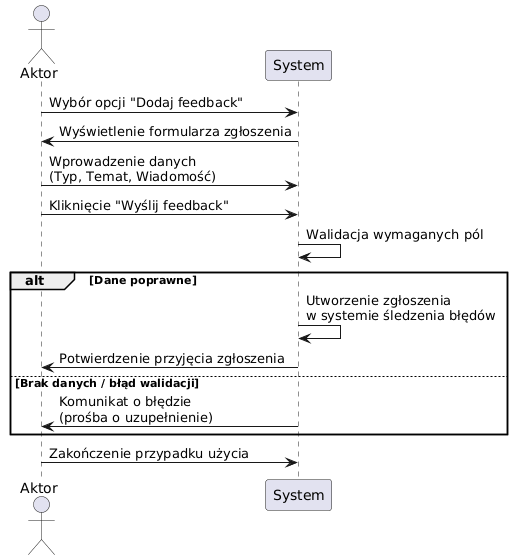 Aktor
System
Wybór opcji "Dodaj feedback"
Wyświetlenie formularza zgłoszenia
Wprowadzenie danych
(Typ, Temat, Wiadomość)
Kliknięcie "Wyślij feedback"
Walidacja wymaganych pól
alt [Dane poprawne]
Utworzenie zgłoszenia
w systemie śledzenia błędów
Potwierdzenie przyjęcia zgłoszenia
[Brak danych / błąd walidacji]
Komunikat o błędzie
(prośba o uzupełnienie)
Zakończenie przypadku użycia
Aktor
System